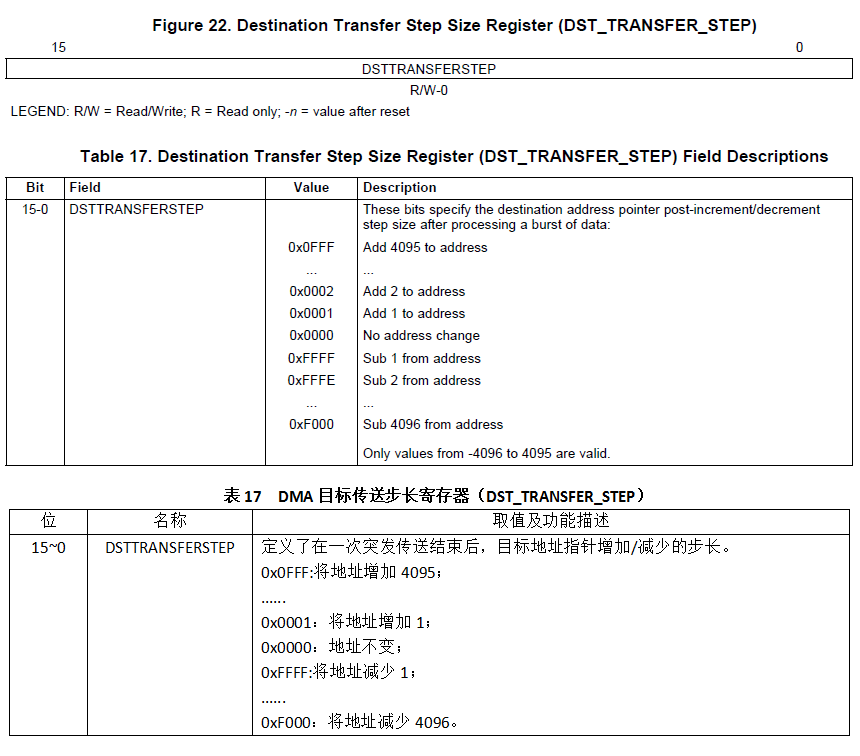 Figure 22. Destination Transfer Step Size Register (DST_TRANSFER_STEP)
15 0
DSTTRANSFERSTEP
R/W-0
LEGEND: R/W = Read/Write; R = Read only; -n = value after reset
Table 17. Destination Transfer Step Size Register (DST_TRANSFER_STEP) Field Descriptions
Bit Field Value Description
15-0 DSTTRANSFERSTEP These bits specify the destination address pointer post-increment/decrement
step size after processing a burst of data:
0x0FFF Add 4095 to address
... ...
0x0002 Add 2 to address
0x0001 Add 1 to address
0x0000 No address change
0xFFFF Sub 1 from address
0xFFFE Sub 2 from address
... ...
0xF000 Sub 4096 from address
Only values from -4096 to 4095 are valid.
表 17 DMA 目标传送步长寄存器（DST_TRANSFER_STEP）
位 名称 取值及功能描述
15~0 DSTTRANSFERSTEP 定义了在一次突发传送结束后，目标地址指针增加/减少的步长。
0x0FFF:将地址增加 4095；
......
0x0001：将地址增加 1；
0x0000：地址不变；
0xFFFF:将地址减少 1；
......
0xF000：将地址减少 4096。